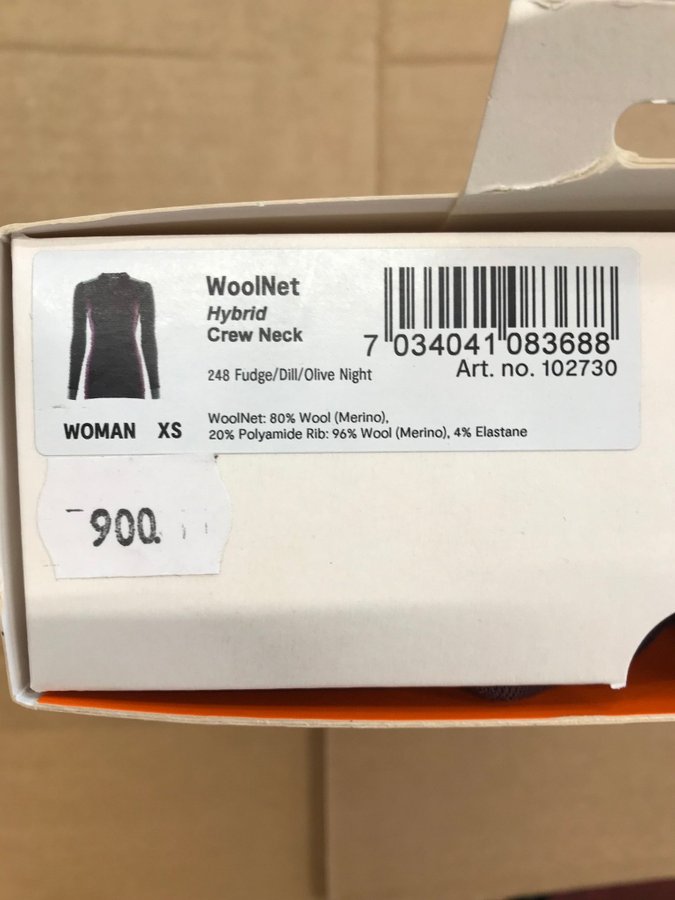 WoolNet
Hybrid
Crew Neck
248 Fudge/Dill/Olive Night
7 034041 083688
Art. no. 102730
WOMAN XS
WoolNet: 80% Wool (Merino),
20% Polyamide Rib: 96% Wool (Merino), 4% Elastane
900.